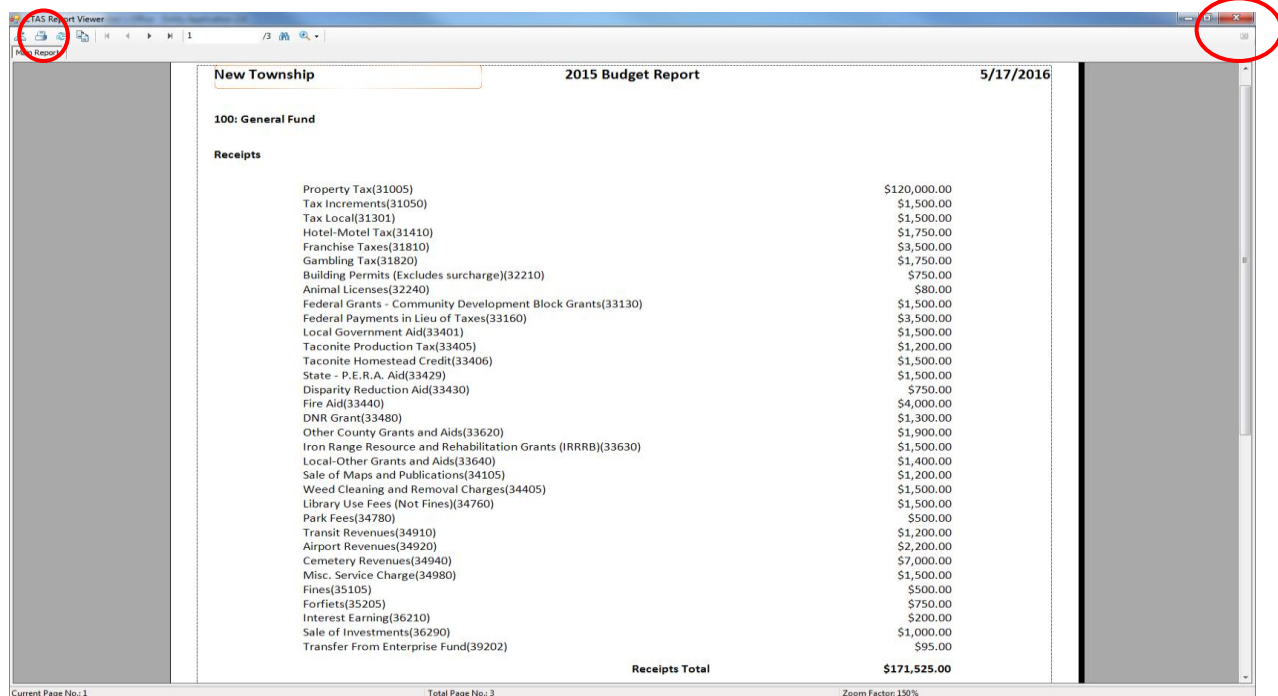 CTAS Report Viewer
1 /3
Main Report
New Township 2015 Budget Report 5/17/2016
100: General Fund
Receipts
Property Tax(31005) $120,000.00
Tax Increments(31050) $1,500.00
Tax Local(31301) $1,500.00
Hotel-Motel Tax(31410) $1,750.00
Franchise Taxes(31810) $3,500.00
Gambling Tax(31820) $1,750.00
Building Permits (Excludes surcharge)(32210) $750.00
Animal Licenses(32240) $80.00
Federal Grants - Community Development Block Grants(33130) $1,500.00
Federal Payments in Lieu of Taxes(33160) $3,500.00
Local Government Aid(33401) $1,500.00
Taconite Production Tax(33405) $1,200.00
Taconite Homestead Credit(33406) $1,500.00
State - P.E.R.A. Aid(33429) $1,500.00
Disparity Reduction Aid(33430) $750.00
Fire Aid(33440) $4,000.00
DNR Grant(33480) $1,300.00
Other County Grants and Aids(33620) $1,900.00
Iron Range Resource and Rehabilitation Grants (IRRRB)(33630) $1,500.00
Local-Other Grants and Aids(33640) $1,400.00
Sale of Maps and Publications(34105) $1,200.00
Weed Cleaning and Removal Charges(34405) $1,500.00
Library Use Fees (Not Fines)(34760) $1,500.00
Park Fees(34780) $500.00
Transit Revenues(34910) $1,200.00
Airport Revenues(34920) $2,200.00
Cemetery Revenues(34940) $7,000.00
Misc. Service Charge(34980) $1,500.00
Fines(35105) $500.00
Forfiets(35205) $750.00
Interest Earning(36210) $200.00
Sale of Investments(36290) $1,000.00
Transfer From Enterprise Fund(39202) $95.00
Receipts Total $171,525.00
Current Page No.: 1 Total Page No.: 3 Zoom Factor: 150%